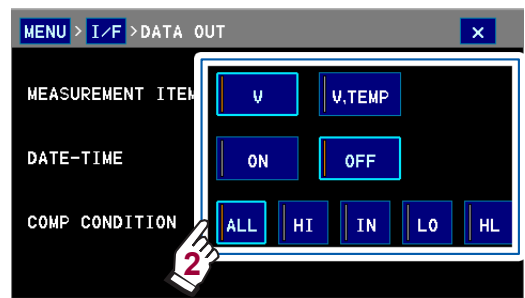 MENU > I/F >DATA OUT ×
MEASUREMENT ITEM V V,TEMP
DATE-TIME ON OFF
COMP CONDITION ALL HI IN LO HL
2